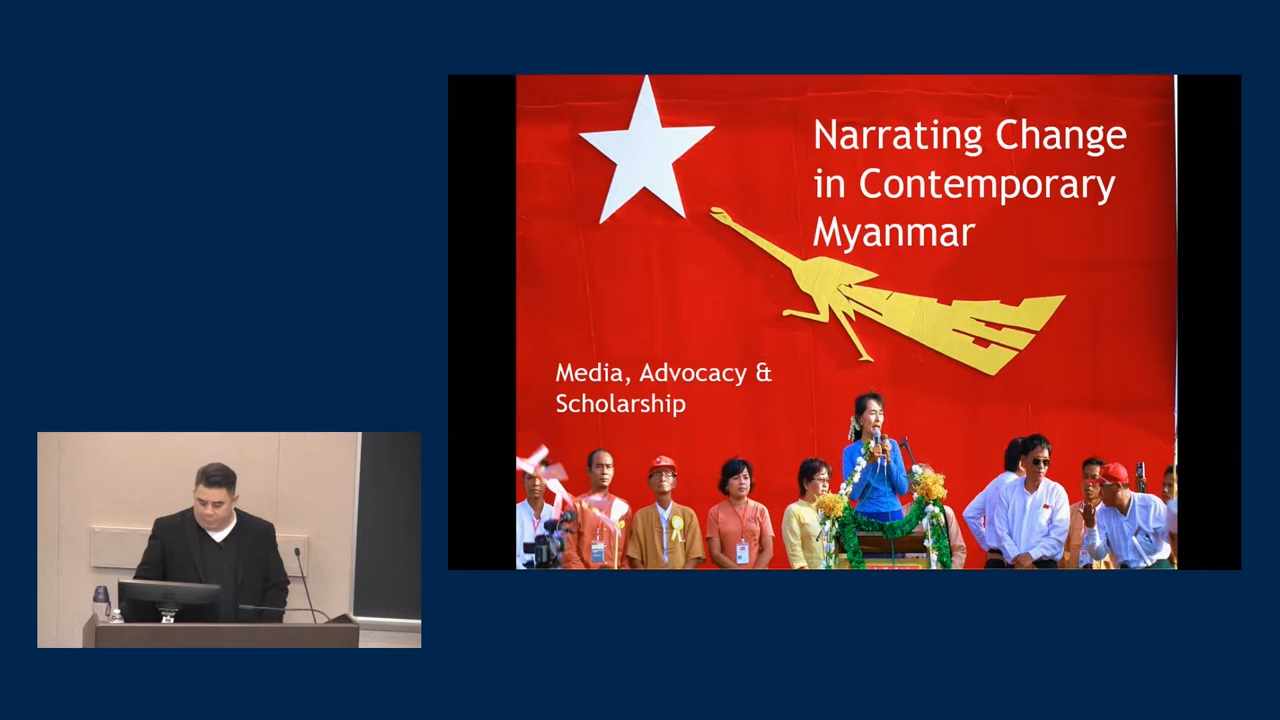 Narrating Change
in Contemporary
Myanmar
Media, Advocacy &
Scholarship